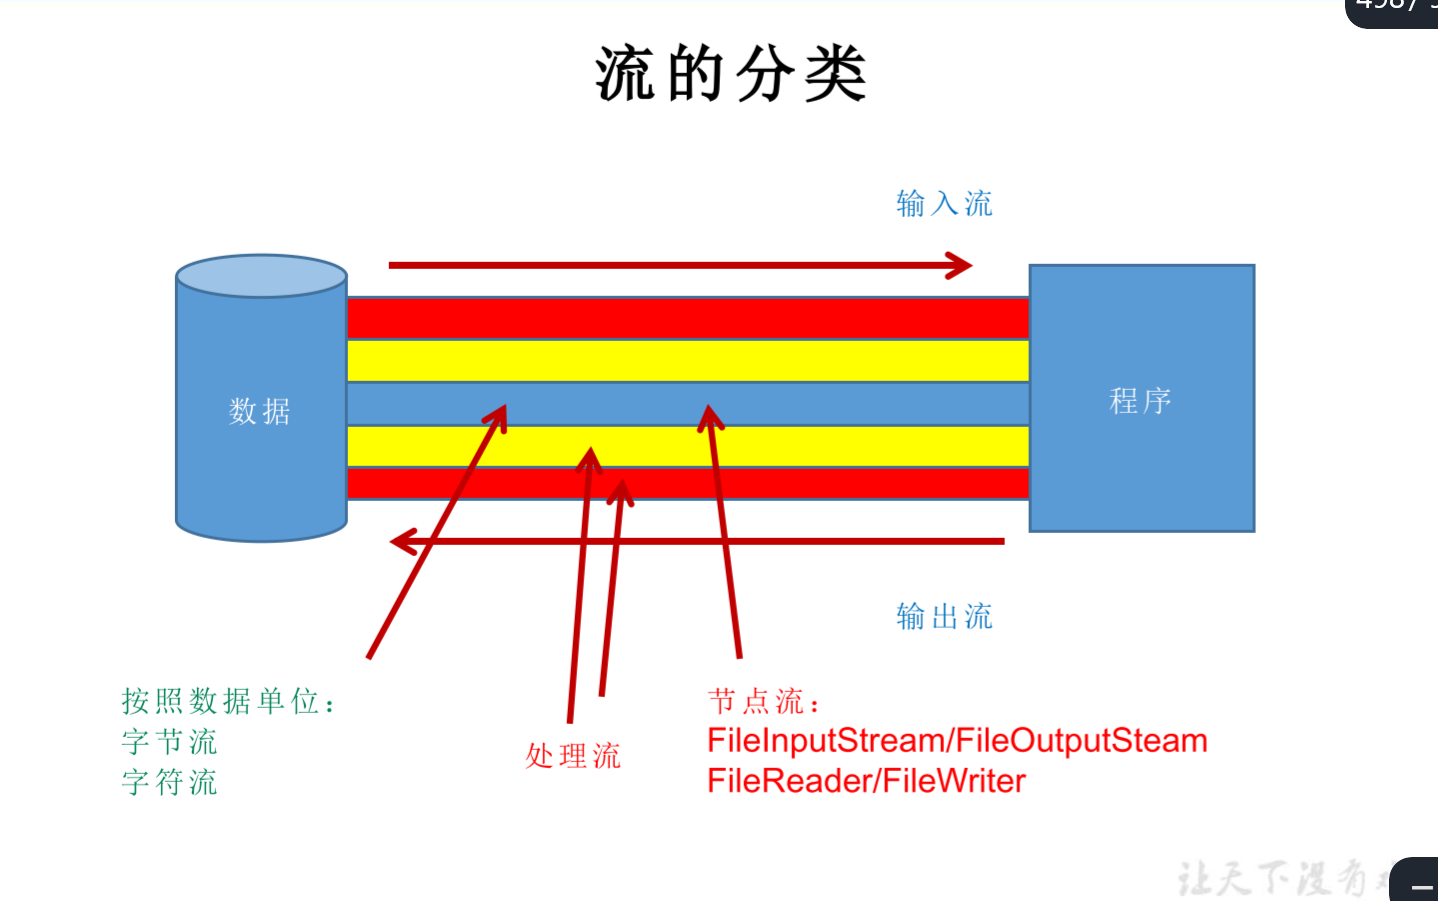 流的分类
输入流
数据
程序
输出流
按照数据单位：
字节流
字符流
处理流
节点流：
FileInputStream/FileOutputSteam
FileReader/FileWriter
让天下没有